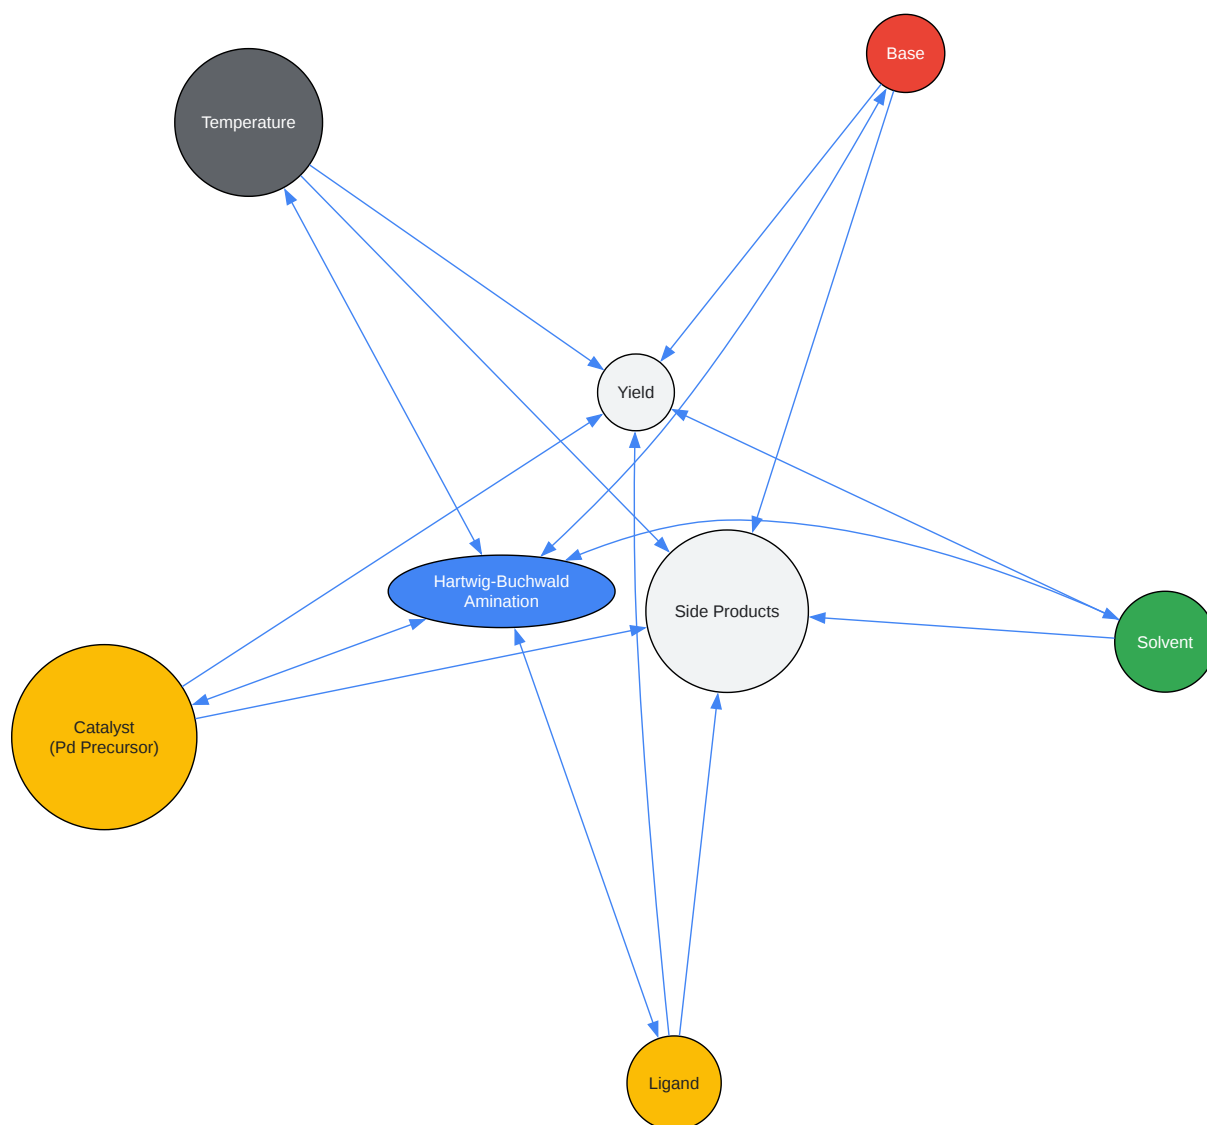 Base
Temperature
Yield
Hartwig-Buchwald
Amination
Side Products
Solvent
Catalyst
(Pd Precursor)
Ligand